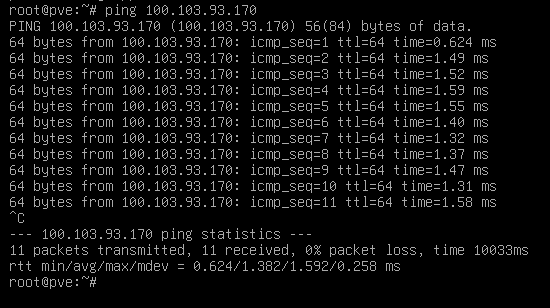 root@pve:~# ping 100.103.93.170
PING 100.103.93.170 (100.103.93.170) 56(84) bytes of data.
64 bytes from 100.103.93.170: icmp_seq=1 ttl=64 time=0.624 ms
64 bytes from 100.103.93.170: icmp_seq=2 ttl=64 time=1.49 ms
64 bytes from 100.103.93.170: icmp_seq=3 ttl=64 time=1.52 ms
64 bytes from 100.103.93.170: icmp_seq=4 ttl=64 time=1.59 ms
64 bytes from 100.103.93.170: icmp_seq=5 ttl=64 time=1.55 ms
64 bytes from 100.103.93.170: icmp_seq=6 ttl=64 time=1.40 ms
64 bytes from 100.103.93.170: icmp_seq=7 ttl=64 time=1.32 ms
64 bytes from 100.103.93.170: icmp_seq=8 ttl=64 time=1.37 ms
64 bytes from 100.103.93.170: icmp_seq=9 ttl=64 time=1.47 ms
64 bytes from 100.103.93.170: icmp_seq=10 ttl=64 time=1.31 ms
64 bytes from 100.103.93.170: icmp_seq=11 ttl=64 time=1.58 ms
^C
--- 100.103.93.170 ping statistics ---
11 packets transmitted, 11 received, 0% packet loss, time 10033ms
rtt min/avg/max/mdev = 0.624/1.382/1.592/0.258 ms
root@pve:~#